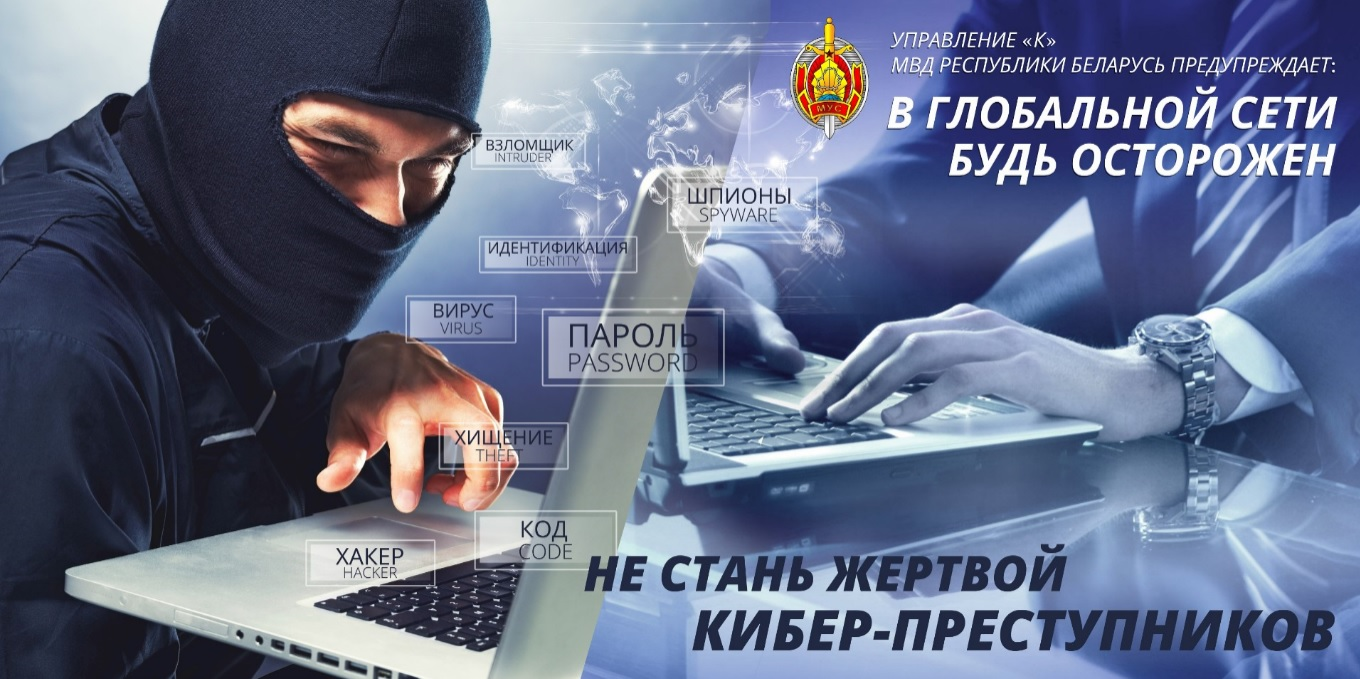 УПРАВЛЕНИЕ «К»
МВД РЕСПУБЛИКИ БЕЛАРУСЬ ПРЕДУПРЕЖДАЕТ:
В ГЛОБАЛЬНОЙ СЕТИ
БУДЬ ОСТОРОЖЕН
МУС
ВЗЛОМЩИК
INTRUDER
ШПИОНЫ
SPYWARE
ИДЕНТИФИКАЦИЯ
IDENTITY
ВИРУС
VIRUS
ПАРОЛЬ
PASSWORD
ХИЩЕНИЕ
THEFT
КОД
CODE
ХАКЕР
HACKER
НЕ СТАНЬ ЖЕРТВОЙ
КИБЕР-ПРЕСТУПНИКОВ